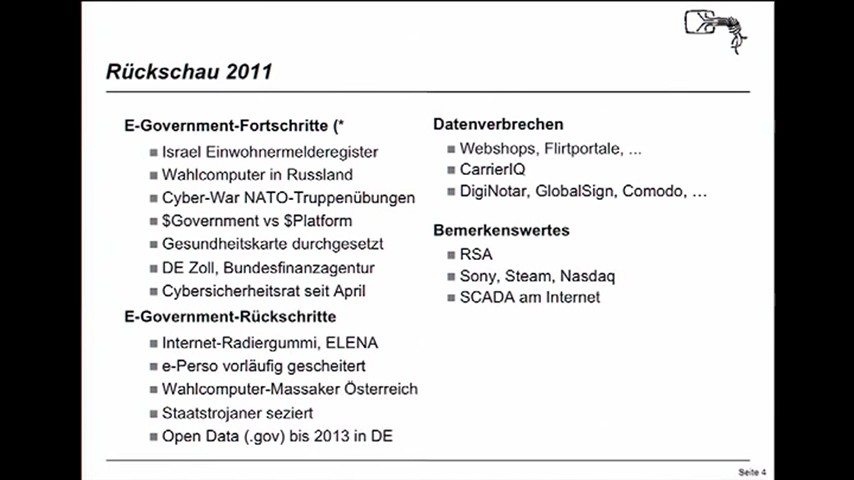 Rückschau 2011
E-Government-Fortschritte (*
Israel Einwohnermelderegister
Wahlcomputer in Russland
Cyber-War NATO-Truppenübungen
$Government vs $Platform
Gesundheitskarte durchgesetzt
DE Zoll, Bundesfinanzagentur
Cybersicherheitsrat seit April
E-Government-Rückschritte
Internet-Radiergummi, ELENA
e-Perso vorläufig gescheitert
Wahlcomputer-Massaker Österreich
Staatstrojaner seziert
Open Data (.gov) bis 2013 in DE
Datenverbrechen
Webshops, Flirtportale, ...
CarrierIQ
DigiNotar, GlobalSign, Comodo, ...
Bemerkenswertes
RSA
Sony, Steam, Nasdaq
SCADA am Internet
Seite 4